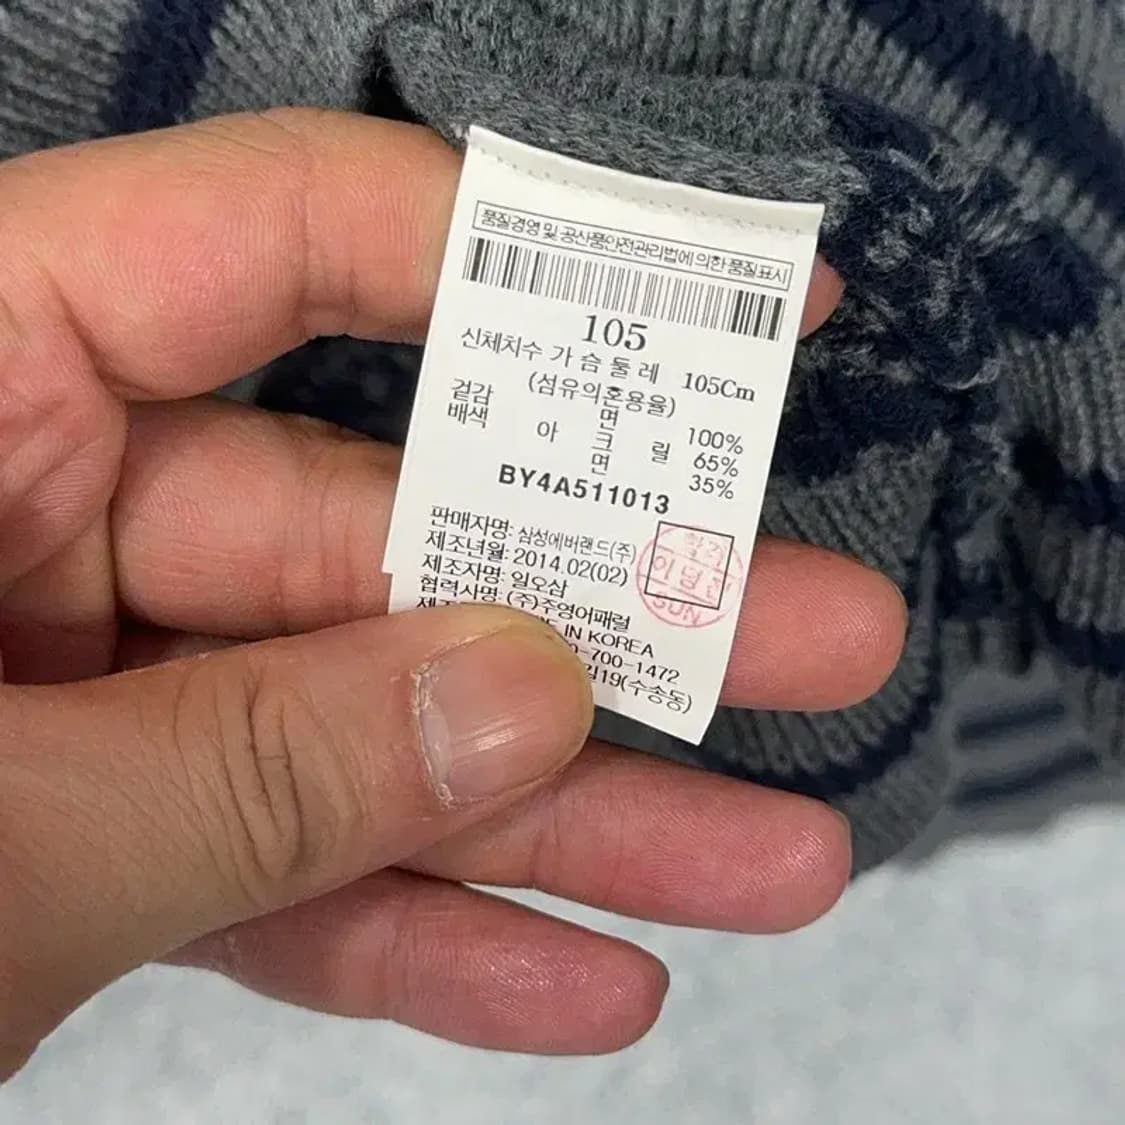 품질경영 및 공산품안전관리법에 의한 품질표시
105
신체치수 가 슴 둘 레 105Cm
(섬유의혼용율)
겉감 면 100%
배색 아 크 릴 65%
면 35%
BY4A511013
판매자명: 삼성에버랜드(주)
제조년월: 2014.02(02)
제조자명: 일오삼
협력사명: (주)주영어패럴
IN KOREA
-700-1472
길19(수송동)
SUN